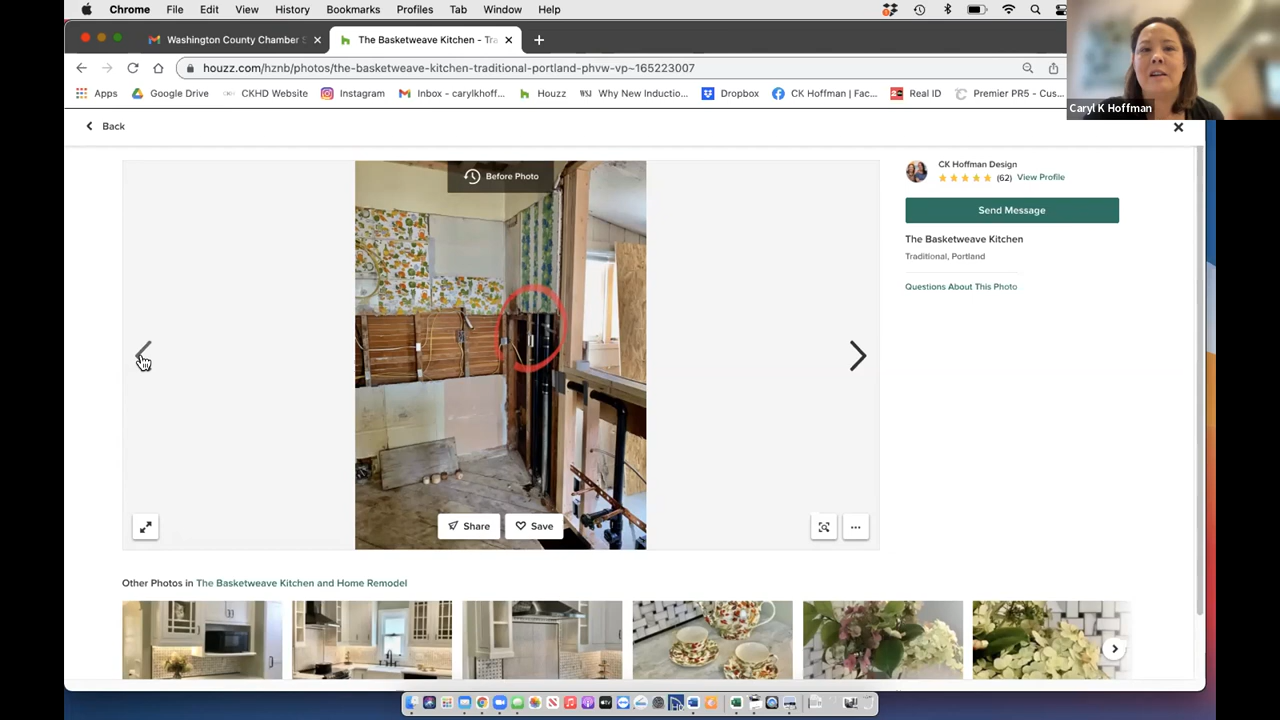 Chrome File Edit View History Bookmarks Profiles Tab Window Help
Washington County Chamber
The Basketweave Kitchen - Tra
houzz.com/hznb/photos/the-basketweave-kitchen-traditional-portland-phvw-vp~165223007
Apps Google Drive CKHD Website Instagram Inbox - carylkhoff... Houzz WSJ Why New Inductio... Dropbox CK Hoffman | Fac... Real ID Premier PR5 - Cus...
Caryl K Hoffman
Back
Before Photo
CK Hoffman Design
(62) View Profile
Send Message
The Basketweave Kitchen
Traditional, Portland
Questions About This Photo
Share Save
Other Photos in The Basketweave Kitchen and Home Remodel